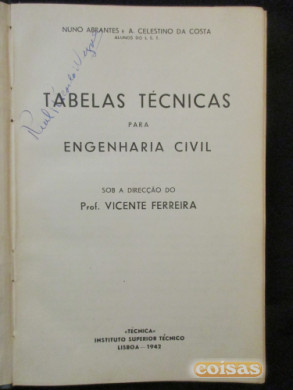 NUNO ABRANTES E A. CELESTINO DA COSTA
ALUNOS DO I. S. T.
TABELAS TÉCNICAS
PARA
ENGENHARIA CIVIL
SOB A DIRECÇÃO DO
Prof. VICENTE FERREIRA
«TÉCNICA»
INSTITUTO SUPERIOR TÉCNICO
LISBOA — 1942
coisas